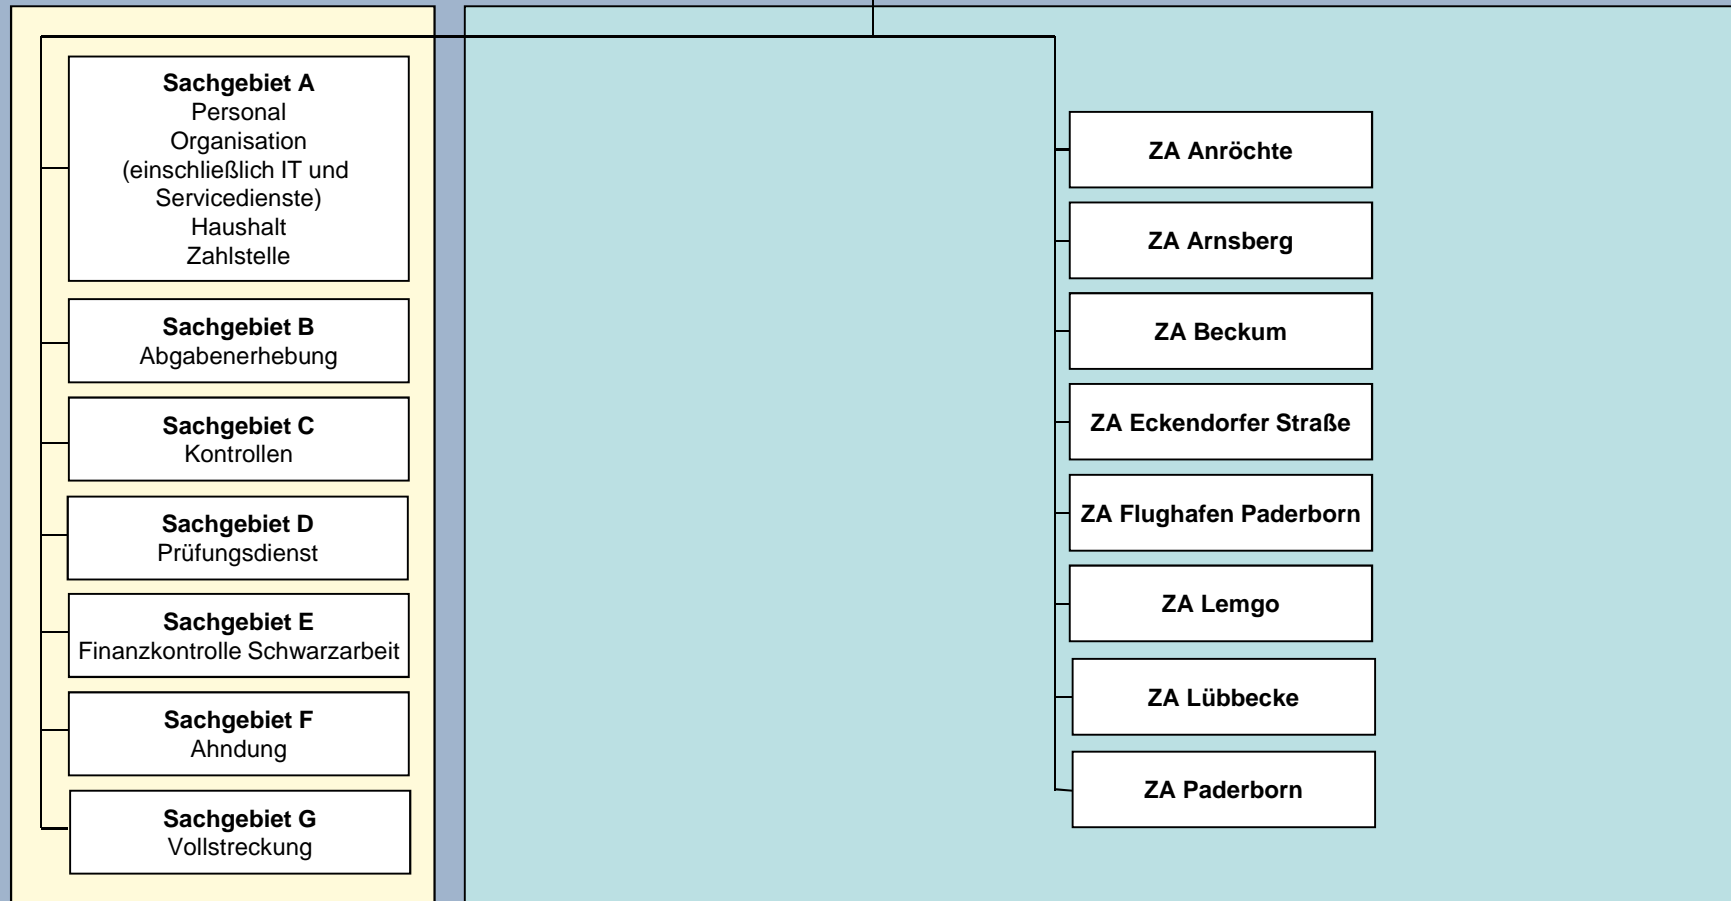 Sachgebiet A
Personal
Organisation
(einschließlich IT und
Servicedienste)
Haushalt
Zahlstelle
Sachgebiet B
Abgabenerhebung
Sachgebiet C
Kontrollen
Sachgebiet D
Prüfungsdienst
Sachgebiet E
Finanzkontrolle Schwarzarbeit
Sachgebiet F
Ahndung
Sachgebiet G
Vollstreckung
ZA Anröchte
ZA Arnsberg
ZA Beckum
ZA Eckendorfer Straße
ZA Flughafen Paderborn
ZA Lemgo
ZA Lübbecke
ZA Paderborn